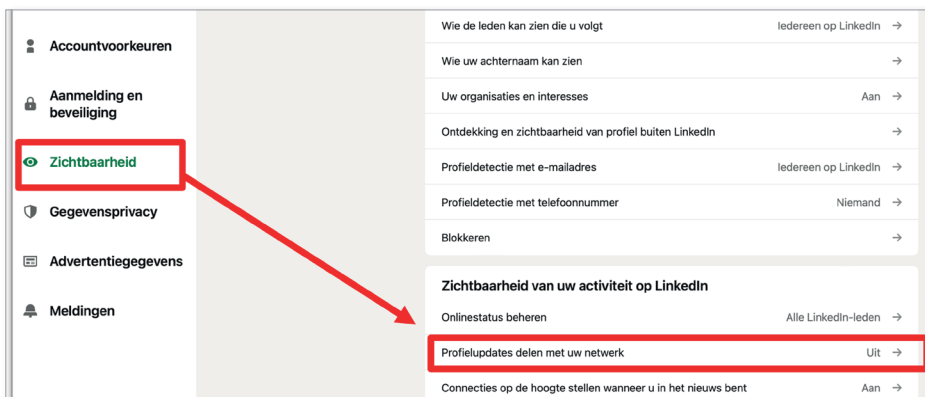 Accountvoorkeuren
Aanmelding en
beveiliging
Zichtbaarheid
Gegevensprivacy
Advertentiegegevens
Meldingen
Wie de leden kan zien die u volgt Iedereen op LinkedIn →
Wie uw achternaam kan zien →
Uw organisaties en interesses Aan →
Ontdekking en zichtbaarheid van profiel buiten LinkedIn →
Profieldetectie met e-mailadres Iedereen op LinkedIn →
Profieldetectie met telefoonnummer Niemand →
Blokkeren →
Zichtbaarheid van uw activiteit op LinkedIn
Onlinestatus beheren Alle LinkedIn-leden →
Profielupdates delen met uw netwerk Uit →
Connecties op de hoogte stellen wanneer u in het nieuws bent Aan →